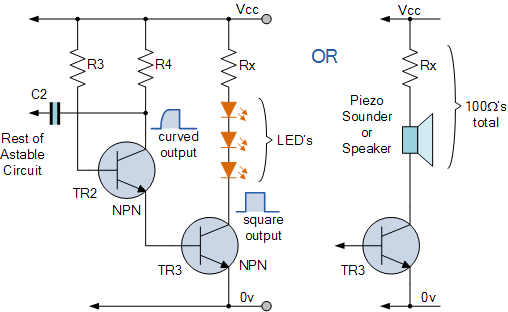 Vcc
R3
R4
Rx
C2
Rest of
Astable
Circuit
curved
output
LED's
TR2
NPN
square
output
TR3
NPN
0v
OR
Vcc
Rx
Piezo
Sounder
or
Speaker
100Ω's
total
TR3
0v